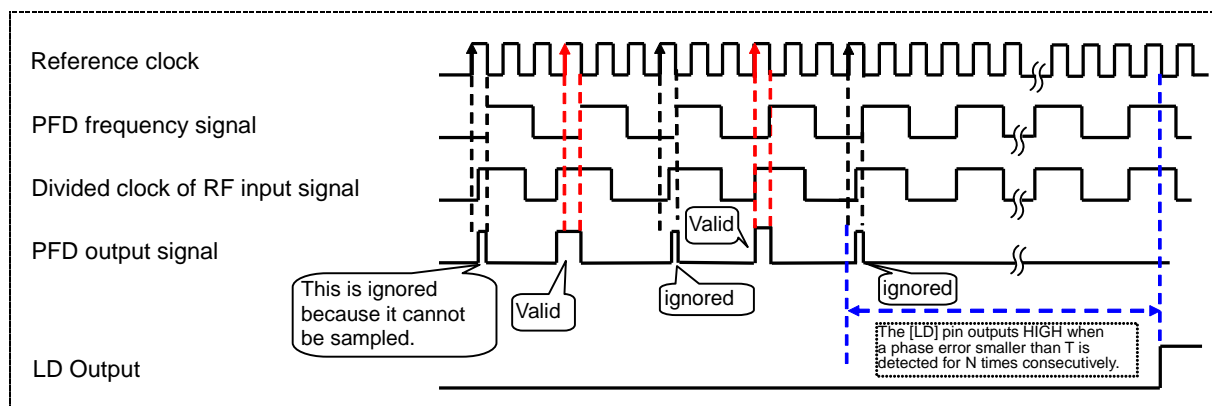 Reference clock
PFD frequency signal
Divided clock of RF input signal
PFD output signal
Valid
This is ignored
because it cannot
be sampled.
Valid
ignored
ignored
The [LD] pin outputs HIGH when
a phase error smaller than T is
detected for N times consecutively.
LD Output